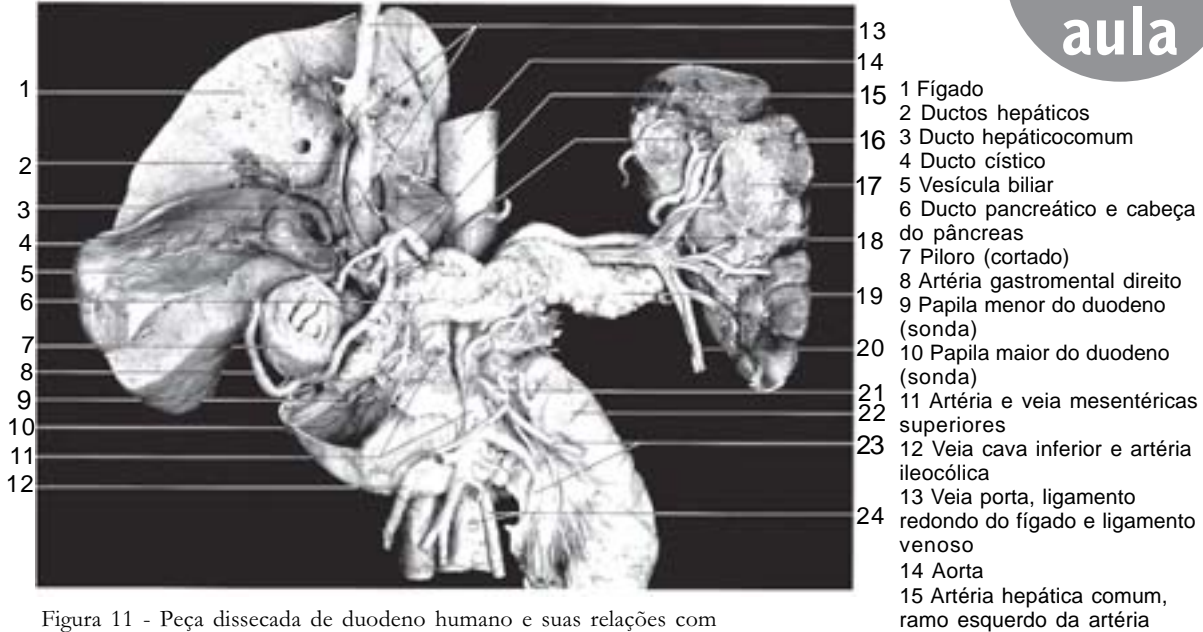 aula
1
2
3
4
5
6
7
8
9
10
11
12
13
14
15
16
17
18
19
20
21
22
23
24
1 Fígado
2 Ductos hepáticos
3 Ducto hepáticocomum
4 Ducto cístico
5 Vesícula biliar
6 Ducto pancreático e cabeça
do pâncreas
7 Piloro (cortado)
8 Artéria gastromental direito
9 Papila menor do duodeno
(sonda)
10 Papila maior do duodeno
(sonda)
11 Artéria e veia mesentéricas
superiores
12 Veia cava inferior e artéria
ileocólica
13 Veia porta, ligamento
redondo do fígado e ligamento
venoso
14 Aorta
15 Artéria hepática comum,
ramo esquerdo da artéria
Figura 11 - Peça dissecada de duodeno humano e suas relações com